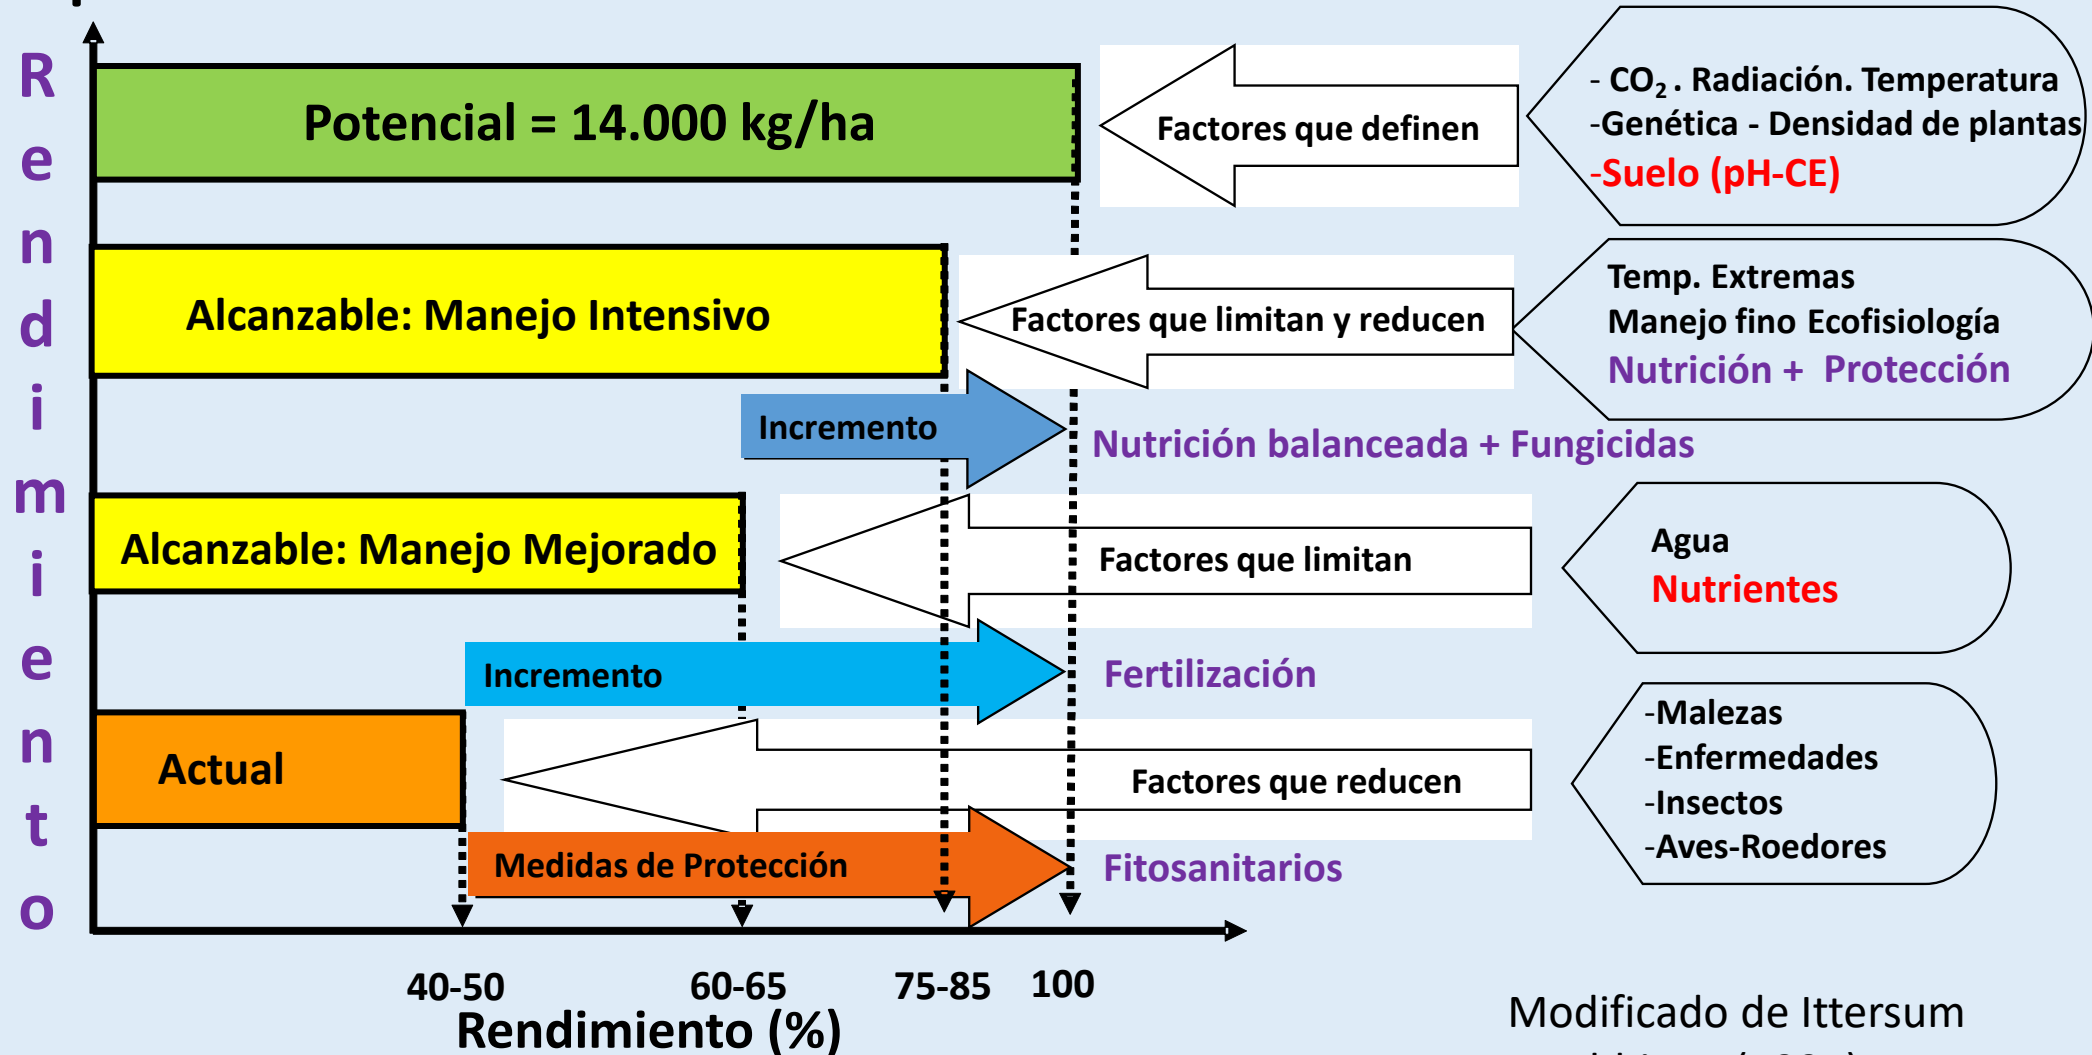 Rendimiento
Potencial = 14.000 kg/ha
Factores que definen
- CO₂ . Radiación. Temperatura
-Genética - Densidad de plantas
-Suelo (pH-CE)
Alcanzable: Manejo Intensivo
Factores que limitan y reducen
Temp. Extremas
Manejo fino Ecofisiología
Nutrición + Protección
Incremento
Nutrición balanceada + Fungicidas
Alcanzable: Manejo Mejorado
Factores que limitan
Agua
Nutrientes
Incremento
Fertilización
Actual
Factores que reducen
-Malezas
-Enfermedades
-Insectos
-Aves-Roedores
Medidas de Protección
Fitosanitarios
40-50 60-65 75-85 100
Rendimiento (%)
Modificado de Ittersum